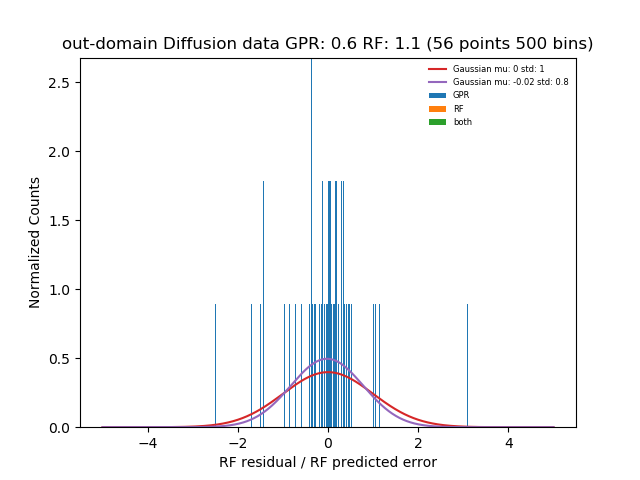 out-domain Diffusion data GPR: 0.6 RF: 1.1 (56 points 500 bins)
Gaussian mu: 0 std: 1
Gaussian mu: -0.02 std: 0.8
GPR
RF
both
Normalized Counts
2.5
2.0
1.5
1.0
0.5
0.0
−4 −2 0 2 4
RF residual / RF predicted error